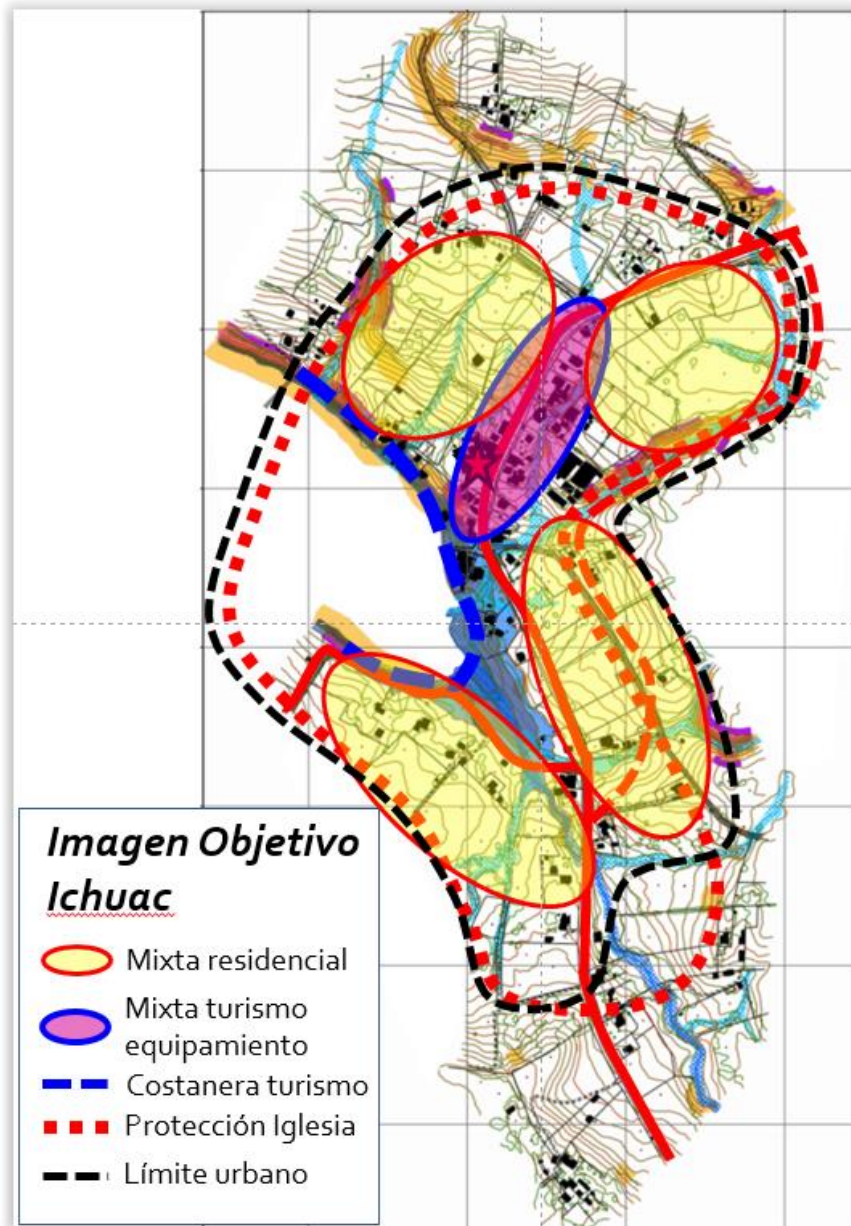 Imagen Objetivo
Ichuac
Mixta residencial
Mixta turismo
equipamiento
Costanera turismo
Protección Iglesia
Límite urbano